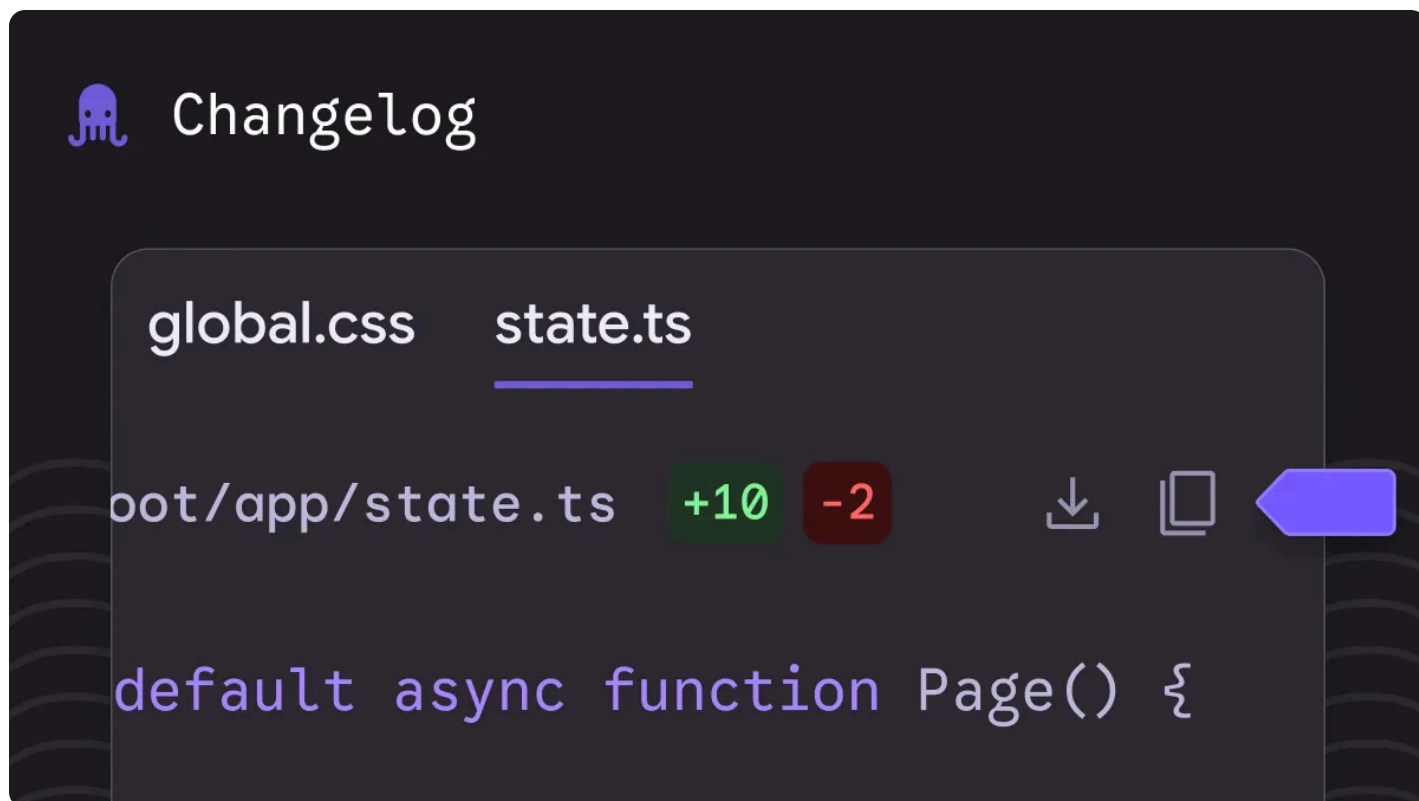 Changelog
global.css state.ts
oot/app/state.ts +10 -2
default async function Page() {